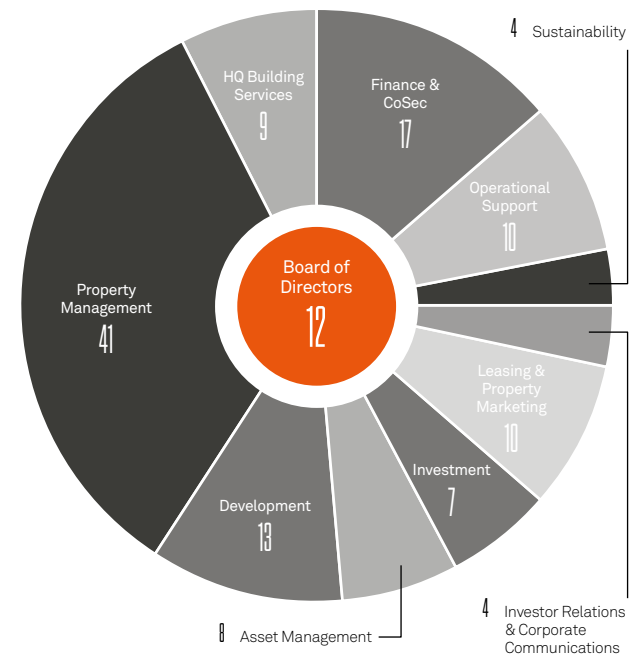 4 Sustainability
HQ Building
Services
9
Finance &
CoSec
17
Operational
Support
10
Board of
Directors
12
Property
Management
41
Leasing &
Property
Marketing
10
Investment
7
Development
13
8 Asset Management
4 Investor Relations
& Corporate
Communications